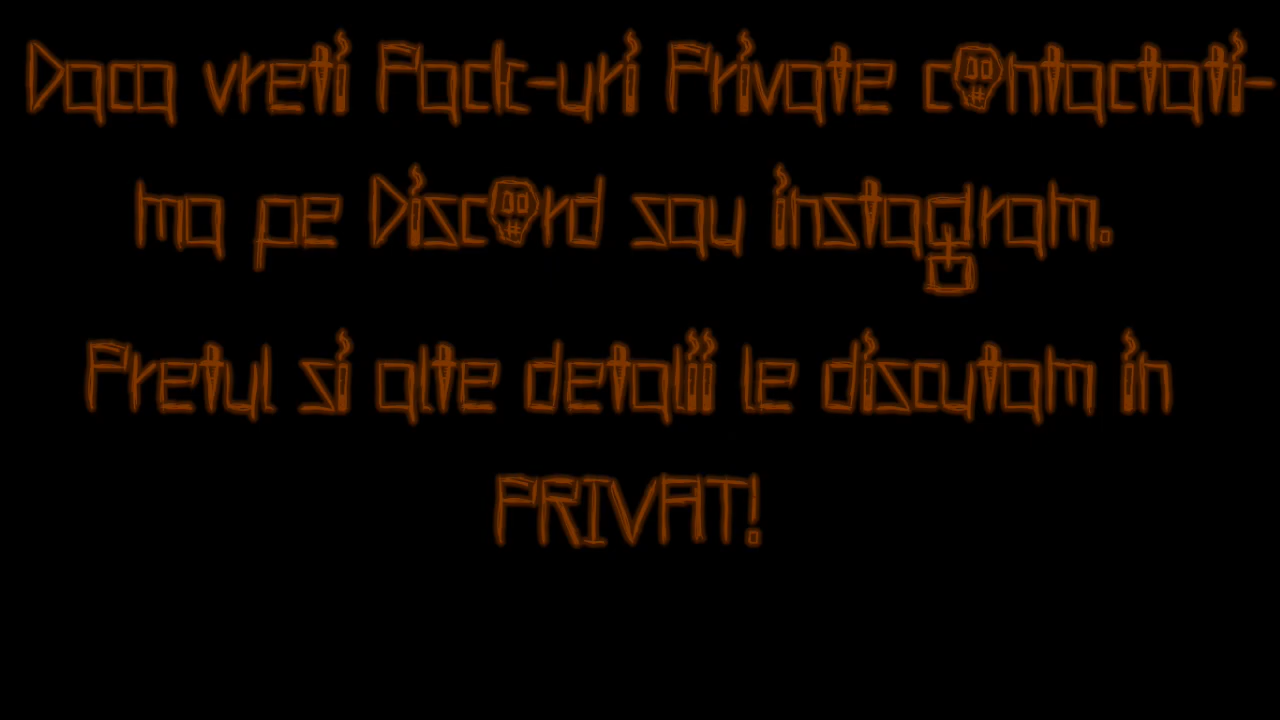 Daca vreti Pack-uri Private contactati-
ma pe Discord sau instagram.
Pretul si alte detalii le discutam in
PRIVAT!